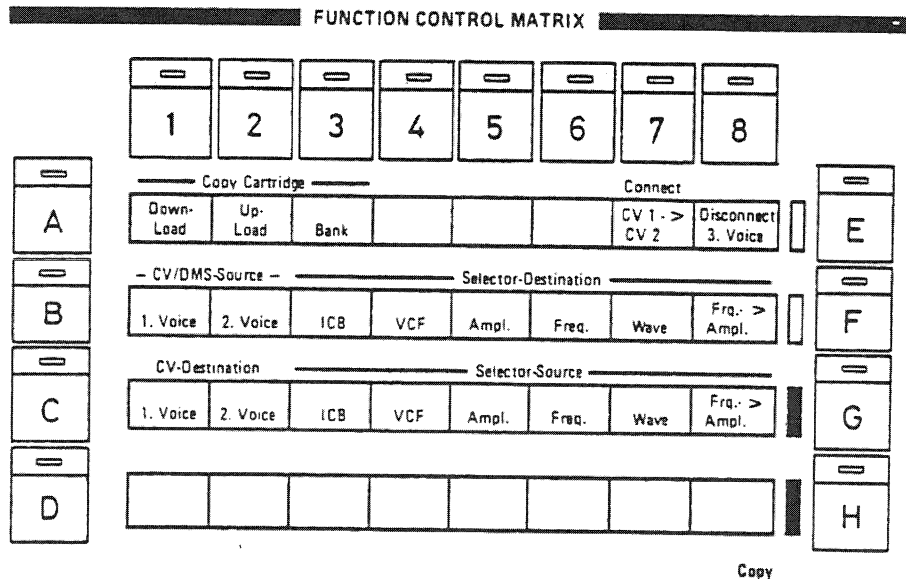 FUNCTION CONTROL MATRIX
1 2 3 4 5 6 7 8
A
Copy Cartridge
Connect
Down-Load
Up-Load
Bank
CV 1 - > CV 2
Disconnect 3. Voice
E
B
- CV/DMS-Source -
Selector-Destination
1. Voice
2. Voice
ICB
VCF
Ampl.
Freq.
Wave
Frq.- > Ampl.
F
C
CV-Destination
Selector-Source
1. Voice
2. Voice
ICB
VCF
Ampl.
Freq.
Wave
Frq.- > Ampl.
G
D
H
Copy